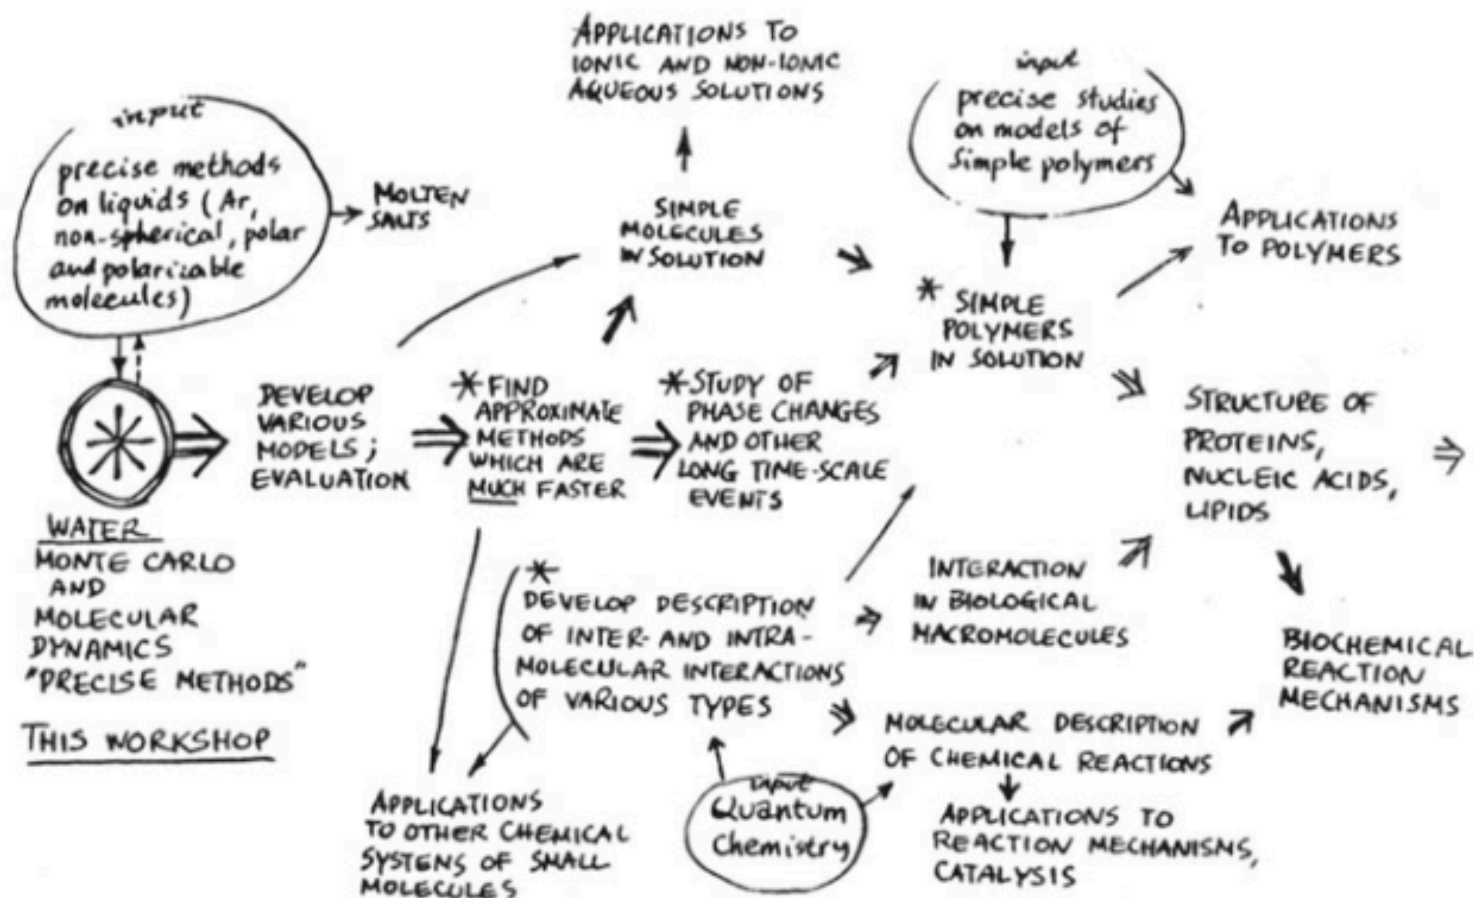 APPLICATIONS TO
IONIC AND NON-IONIC
AQUEOUS SOLUTIONS
input
precise methods
on liquids (Ar,
non-spherical, polar
and polarizable
molecules)
MOLTEN
SALTS
SIMPLE
MOLECULES
IN SOLUTION
input
precise studies
on models of
simple polymers
APPLICATIONS
TO POLYMERS
* SIMPLE
POLYMERS
IN SOLUTION
*
WATER
MONTE CARLO
AND
MOLECULAR
DYNAMICS
"PRECISE METHODS"
THIS WORKSHOP
DEVELOP
VARIOUS
MODELS;
EVALUATION
* FIND
APPROXIMATE
METHODS
WHICH ARE
MUCH FASTER
* STUDY OF
PHASE CHANGES
AND OTHER
LONG TIME-SCALE
EVENTS
STRUCTURE OF
PROTEINS,
NUCLEIC ACIDS,
LIPIDS
*
DEVELOP DESCRIPTION
OF INTER- AND INTRA-
MOLECULAR INTERACTIONS
OF VARIOUS TYPES
INTERACTION
IN BIOLOGICAL
MACROMOLECULES
BIOCHEMICAL
REACTION
MECHANISMS
MOLECULAR DESCRIPTION
OF CHEMICAL REACTIONS
APPLICATIONS
TO OTHER CHEMICAL
SYSTENS OF SMALL
MOLECULES
input
Quantum
Chemistry
APPLICATIONS TO
REACTION MECHANISMS,
CATALYSIS